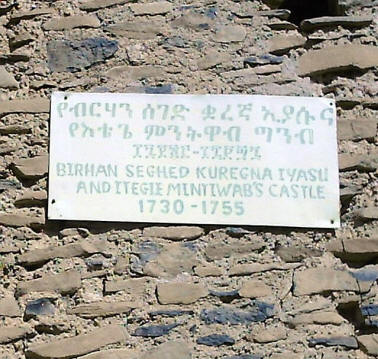 የብርሃን ሰገድ ቋረኛ ኢያሱና
የእቴጌ ምንትዋብ ግንብ
BIRHAN SEGHED KUREGNA IYASU
AND ITEGIE MINTIWAB'S CASTLE
1730 - 1755